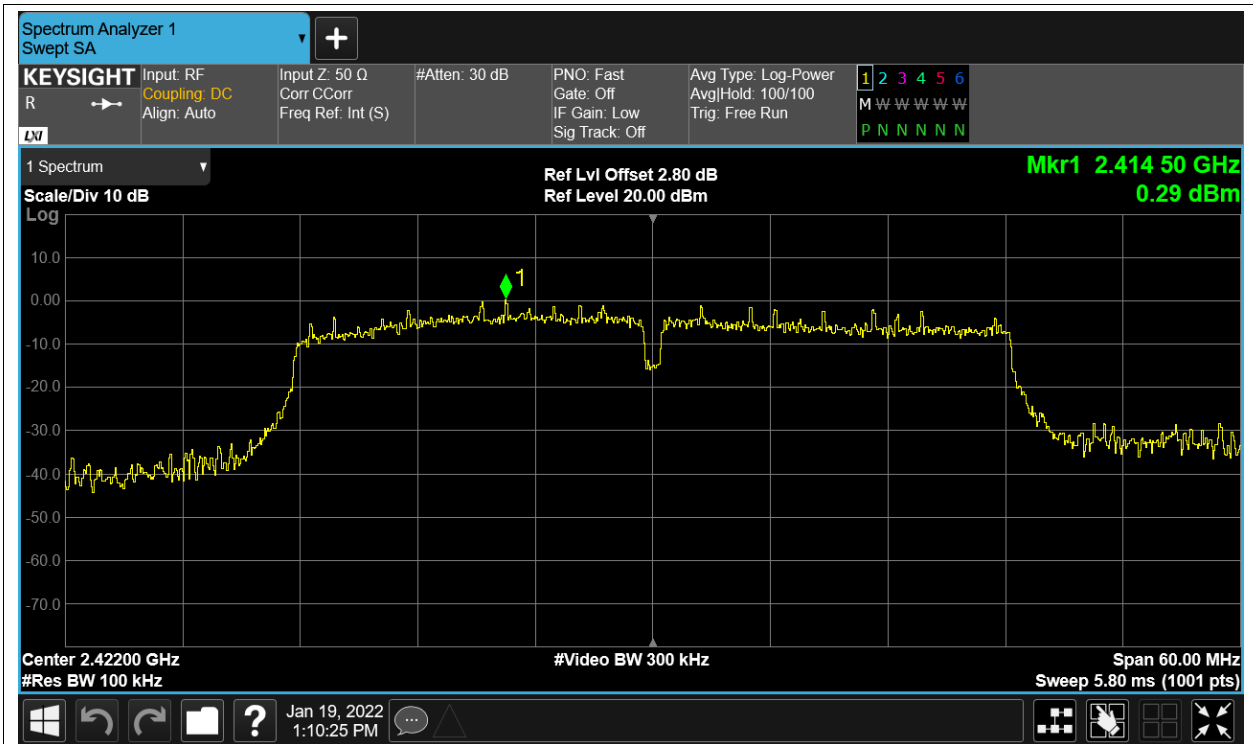 Spectrum Analyzer 1
Swept SA
KEYSIGHT
R
LXI
Input: RF
Coupling: DC
Align: Auto
Input Z: 50 Ω
Corr CCorr
Freq Ref: Int (S)
#Atten: 30 dB
PNO: Fast
Gate: Off
IF Gain: Low
Sig Track: Off
Avg Type: Log-Power
Avg|Hold: 100/100
Trig: Free Run
1 2 3 4 5 6
M W W W W W
P N N N N N
1 Spectrum
Scale/Div 10 dB
Ref Lvl Offset 2.80 dB
Ref Level 20.00 dBm
Mkr1 2.414 50 GHz
0.29 dBm
Log
10.0
0.00
-10.0
-20.0
-30.0
-40.0
-50.0
-60.0
-70.0
1
Center 2.42200 GHz
#Res BW 100 kHz
#Video BW 300 kHz
Span 60.00 MHz
Sweep 5.80 ms (1001 pts)
?
Jan 19, 2022
1:10:25 PM